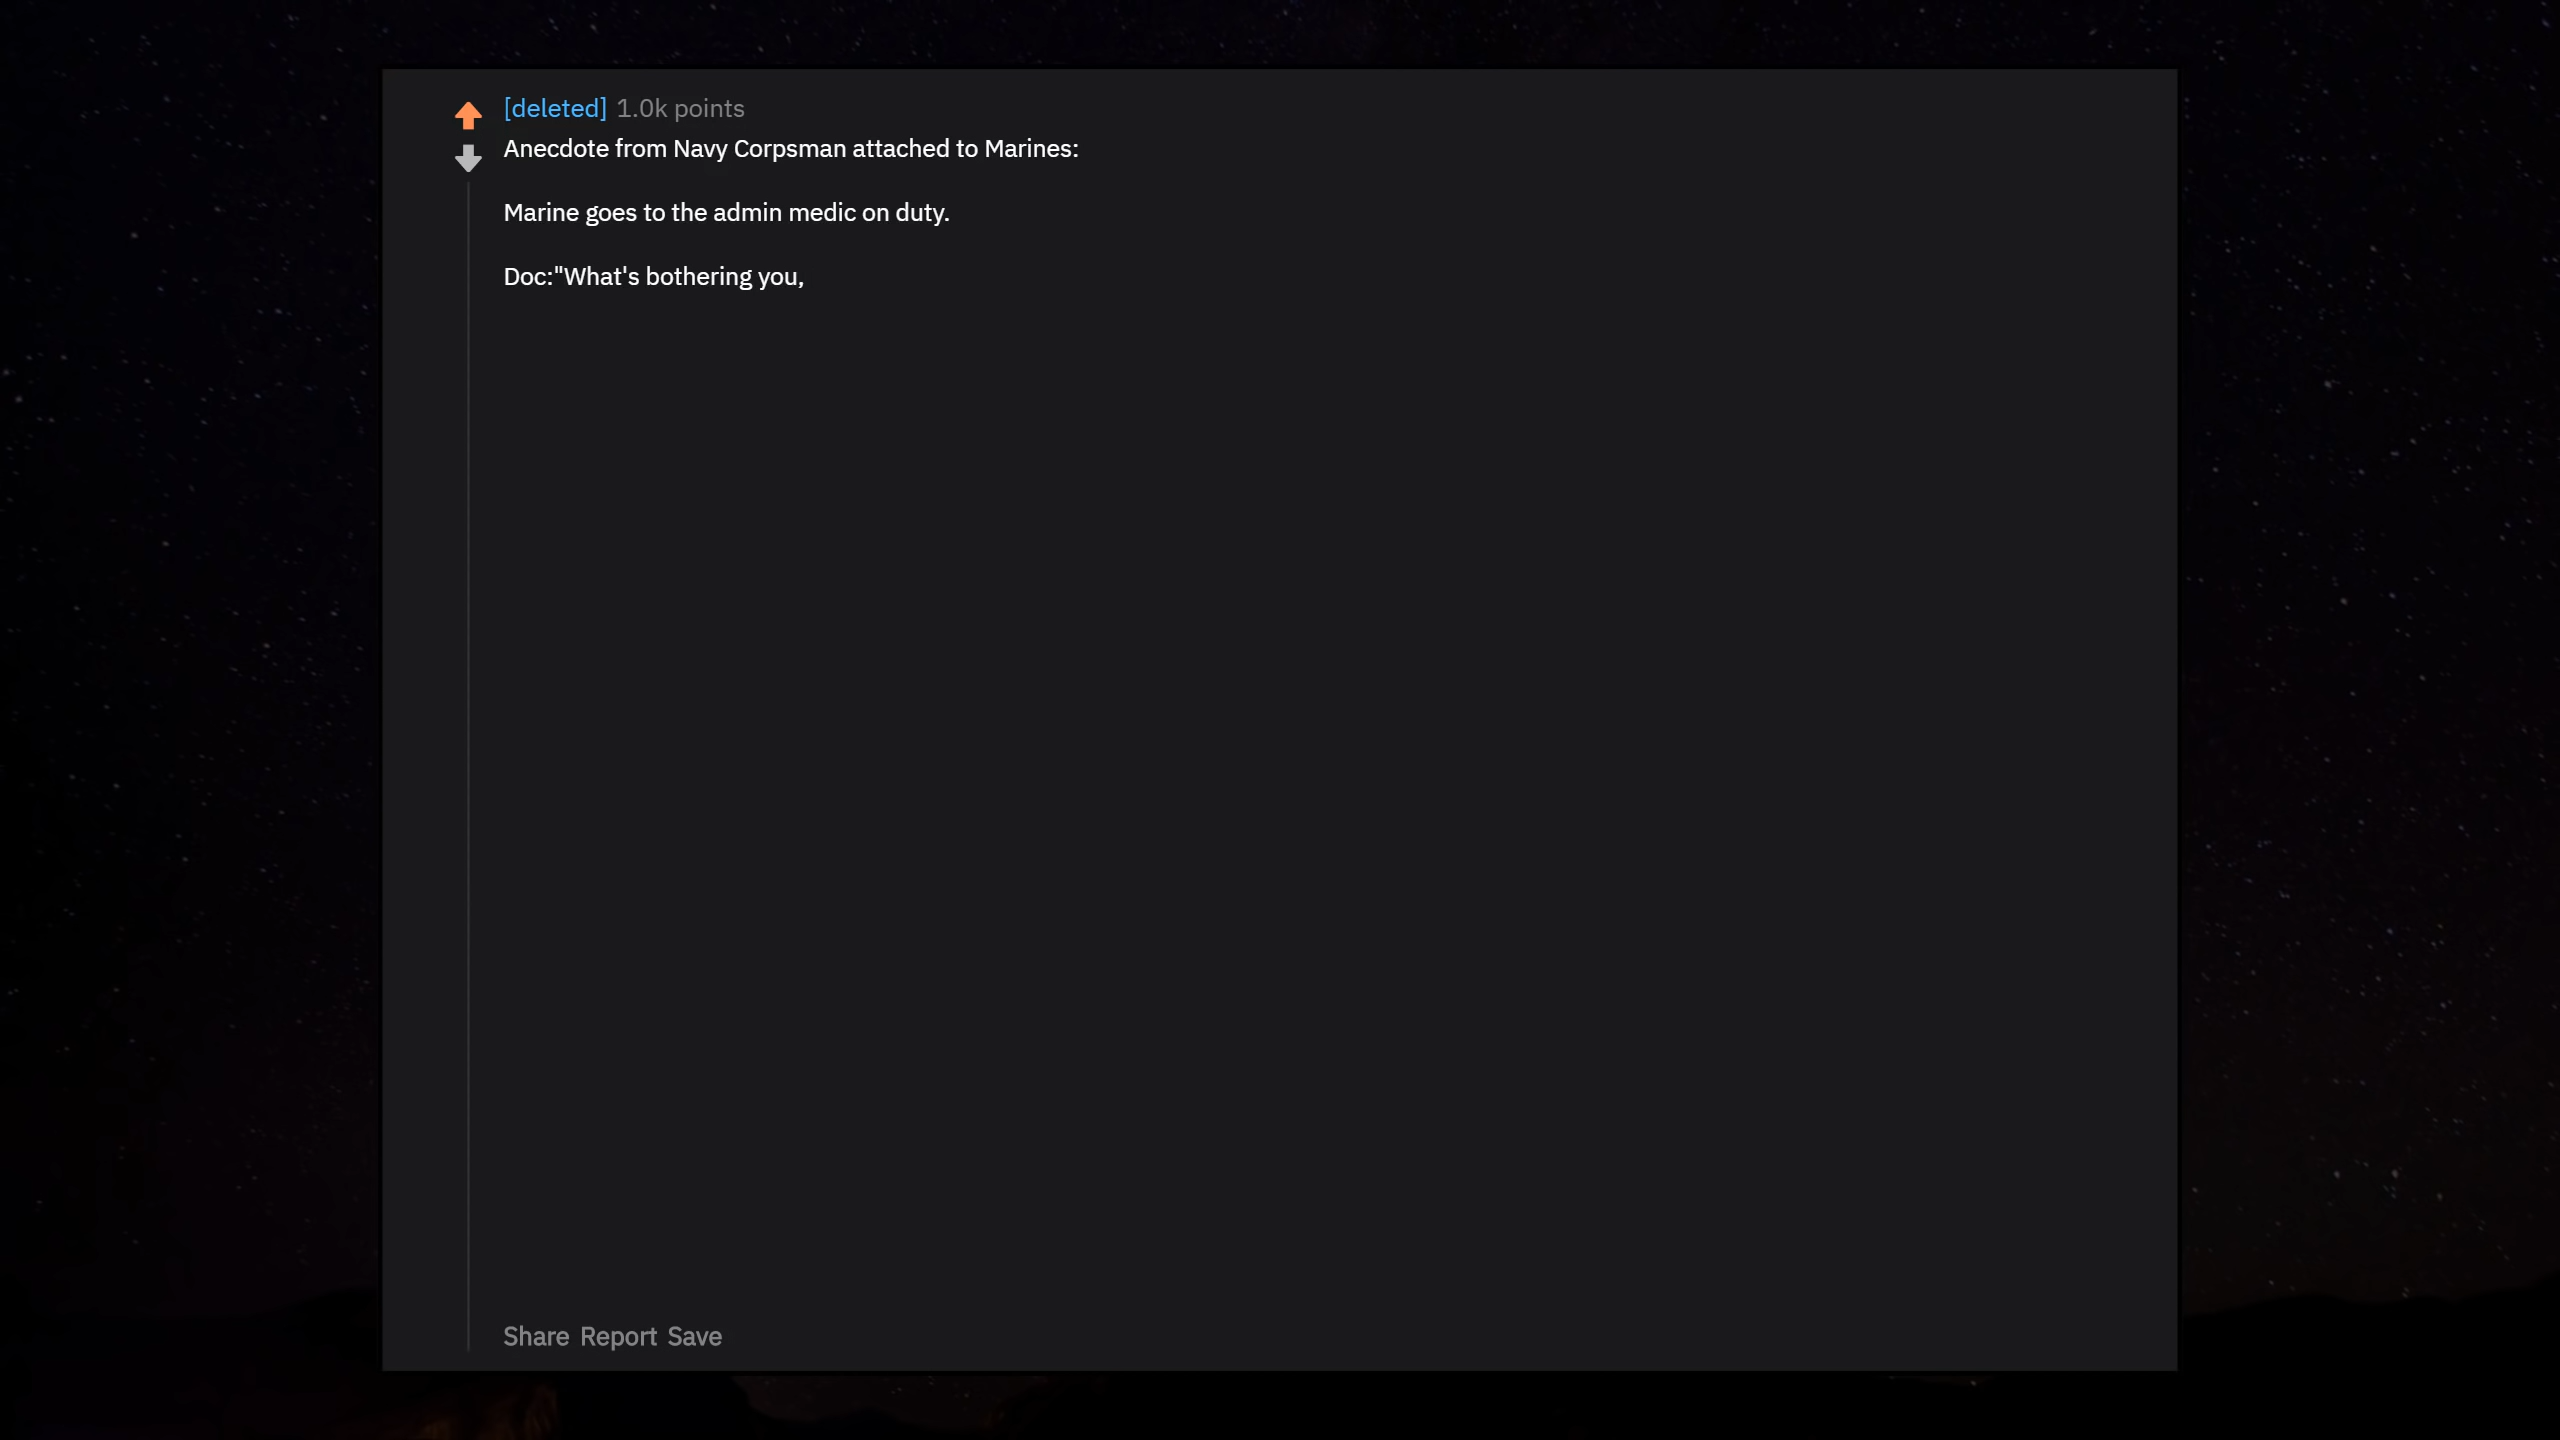 [deleted] 1.0k points
Anecdote from Navy Corpsman attached to Marines:
Marine goes to the admin medic on duty.
Doc:"What's bothering you,
Share Report Save